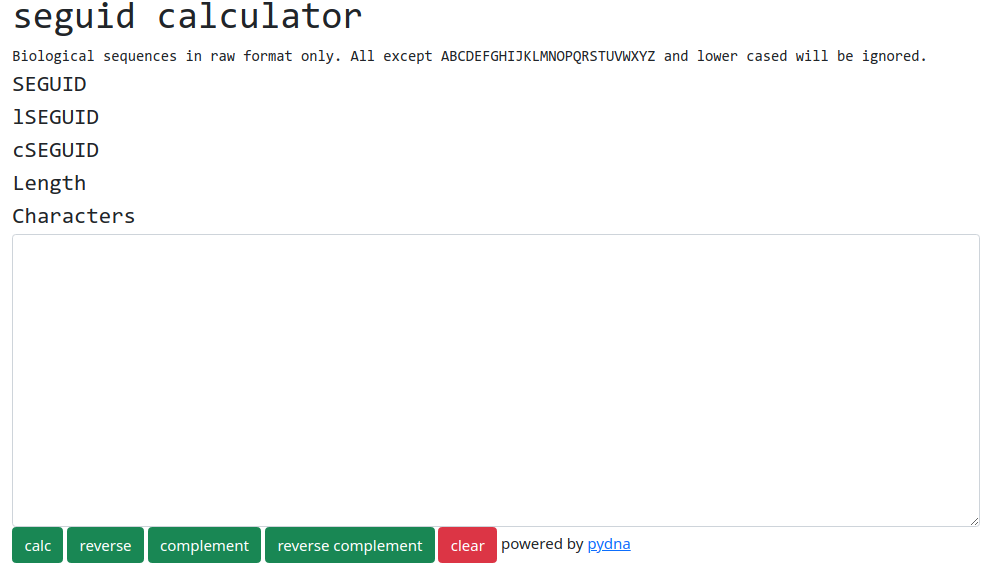 seguid calculator
Biological sequences in raw format only. All except ABCDEFGHIJKLMNOPQRSTUVWXYZ and lower cased will be ignored.
SEGUID
lSEGUID
cSEGUID
Length
Characters
calc reverse complement reverse complement clear powered by pydna